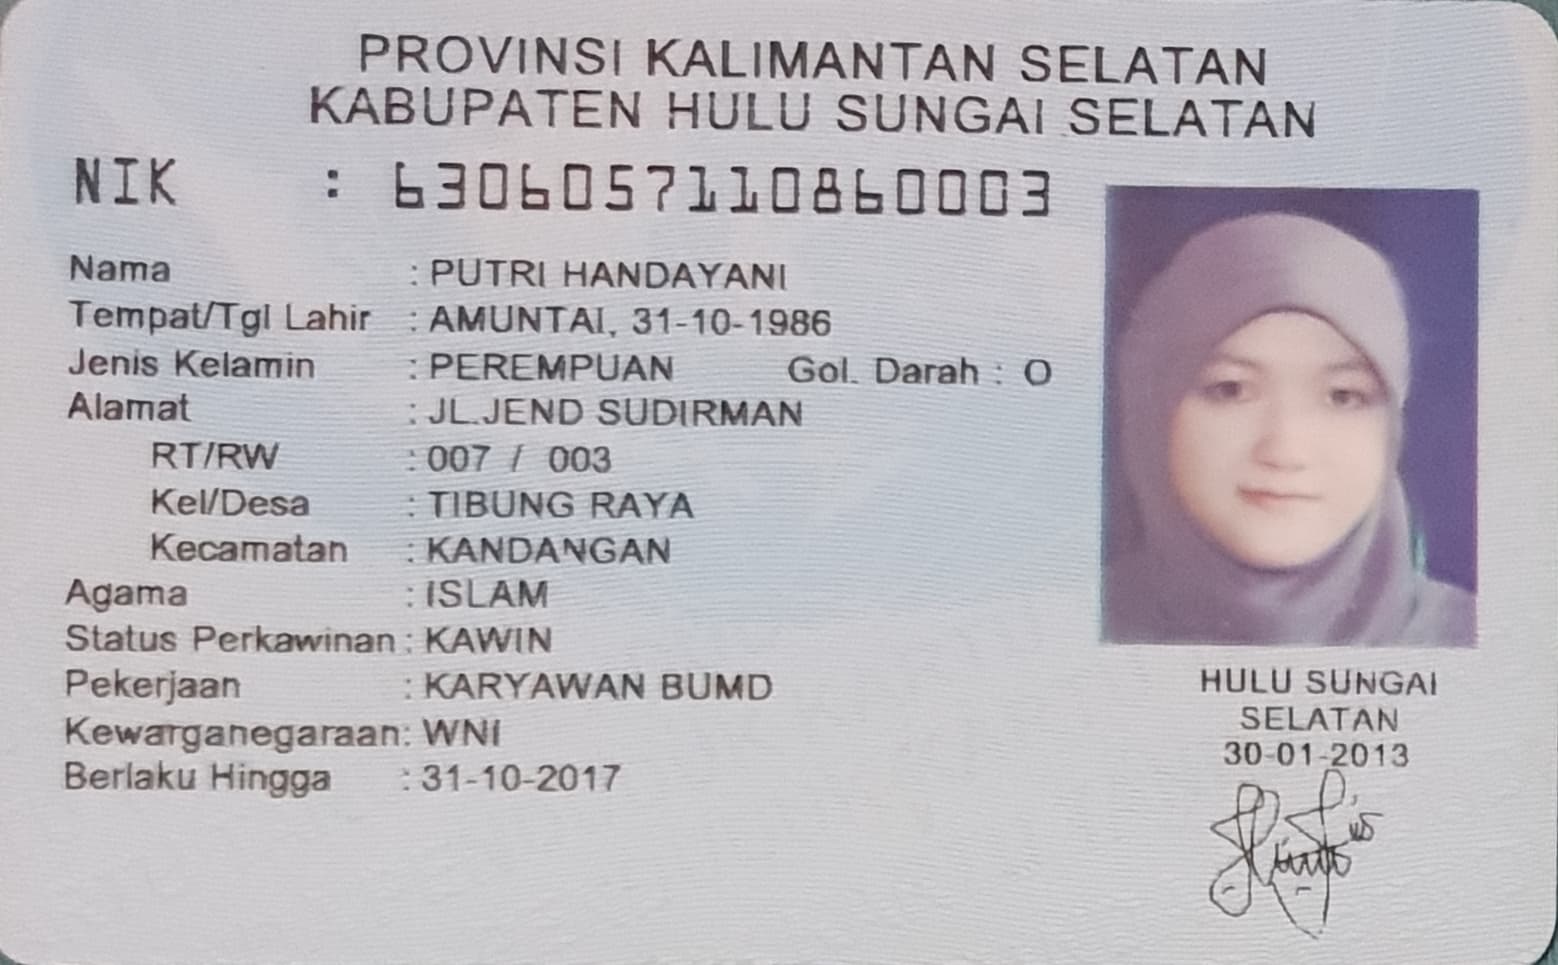 PROVINSI KALIMANTAN SELATAN
KABUPATEN HULU SUNGAI SELATAN
NIK : 6306057110860003
Nama : PUTRI HANDAYANI
Tempat/Tgl Lahir : AMUNTAI, 31-10-1986
Jenis Kelamin : PEREMPUAN Gol. Darah : O
Alamat : JL.JEND SUDIRMAN
RT/RW : 007 / 003
Kel/Desa : TIBUNG RAYA
Kecamatan : KANDANGAN
Agama : ISLAM
Status Perkawinan : KAWIN
Pekerjaan : KARYAWAN BUMD
Kewarganegaraan : WNI
Berlaku Hingga : 31-10-2017
HULU SUNGAI
SELATAN
30-01-2013